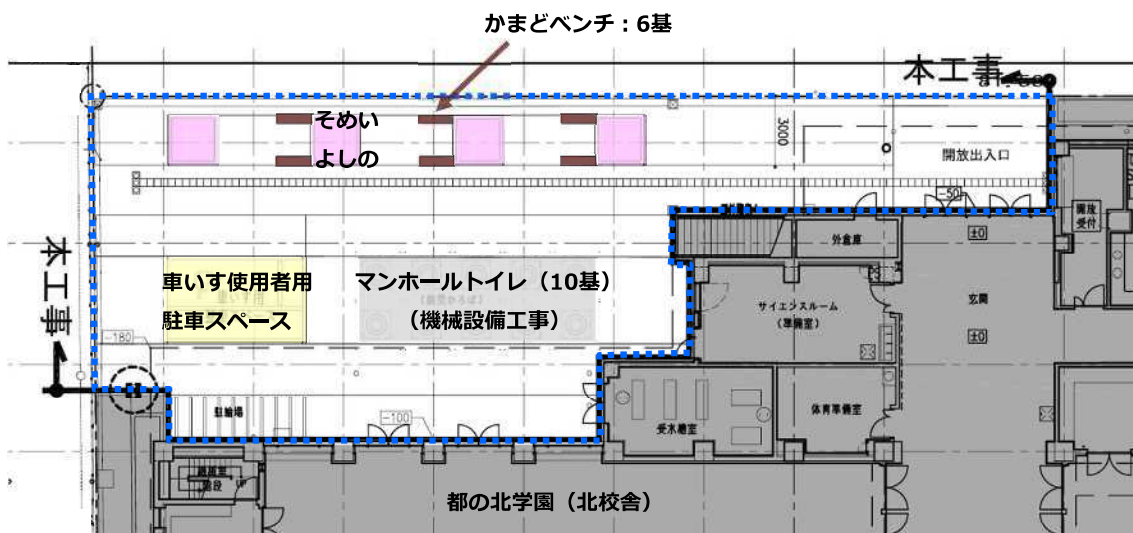 かまどベンチ：6基
本工事
そめい
よしの
3000
開放出入口
-50
開放
受付
±0
外倉庫
本工事
車いす使用者用
駐車スペース
マンホールトイレ（10基）
（機械設備工事）
サイエンスルーム
（準備室）
玄関
±0
-180
駐輪場
-100
受水槽室
体育準備室
階段
UP
都の北学園（北校舎）